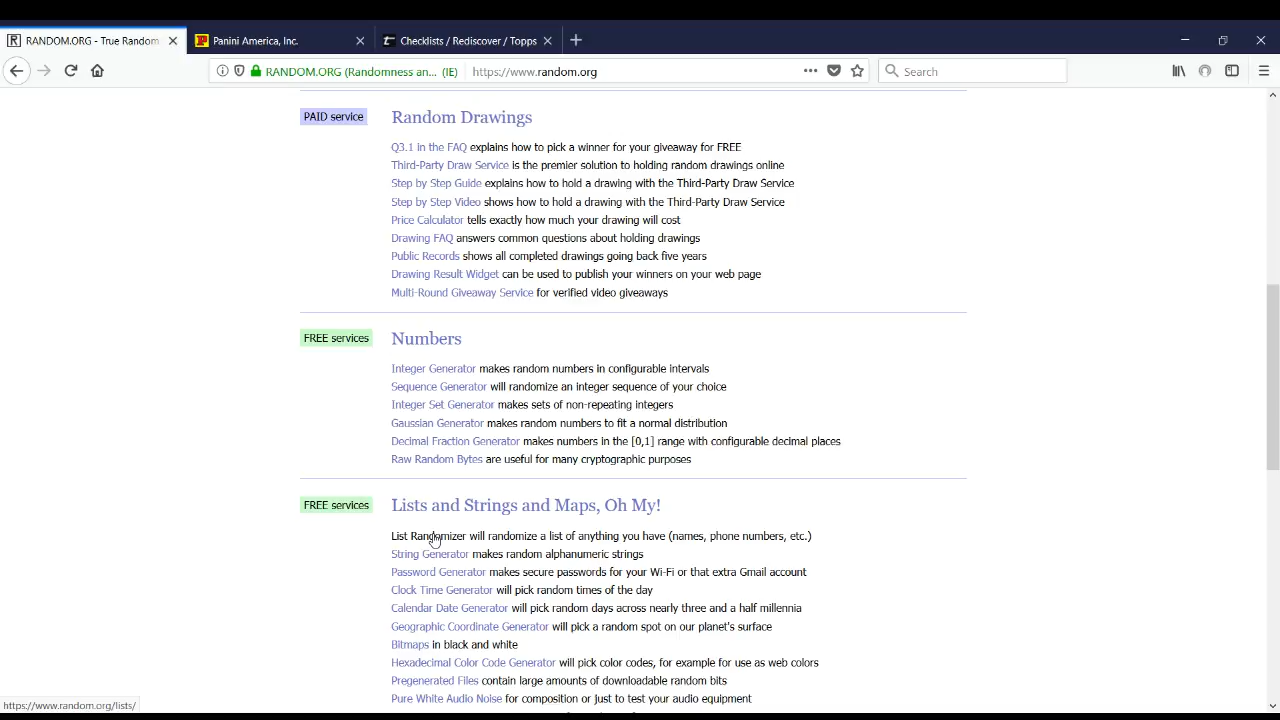 RANDOM.ORG - True Random
Panini America, Inc.
Checklists / Rediscover / Topps
RANDOM.ORG (Randomness an... (IE)
https://www.random.org
Search
PAID service
Random Drawings
Q3.1 in the FAQ explains how to pick a winner for your giveaway for FREE
Third-Party Draw Service is the premier solution to holding random drawings online
Step by Step Guide explains how to hold a drawing with the Third-Party Draw Service
Step by Step Video shows how to hold a drawing with the Third-Party Draw Service
Price Calculator tells exactly how much your drawing will cost
Drawing FAQ answers common questions about holding drawings
Public Records shows all completed drawings going back five years
Drawing Result Widget can be used to publish your winners on your web page
Multi-Round Giveaway Service for verified video giveaways
FREE services
Numbers
Integer Generator makes random numbers in configurable intervals
Sequence Generator will randomize an integer sequence of your choice
Integer Set Generator makes sets of non-repeating integers
Gaussian Generator makes random numbers to fit a normal distribution
Decimal Fraction Generator makes numbers in the [0,1] range with configurable decimal places
Raw Random Bytes are useful for many cryptographic purposes
FREE services
Lists and Strings and Maps, Oh My!
List Randomizer will randomize a list of anything you have (names, phone numbers, etc.)
String Generator makes random alphanumeric strings
Password Generator makes secure passwords for your Wi-Fi or that extra Gmail account
Clock Time Generator will pick random times of the day
Calendar Date Generator will pick random days across nearly three and a half millennia
Geographic Coordinate Generator will pick a random spot on our planet's surface
Bitmaps in black and white
Hexadecimal Color Code Generator will pick color codes, for example for use as web colors
Pregenerated Files contain large amounts of downloadable random bits
Pure White Audio Noise for composition or just to test your audio equipment
https://www.random.org/lists/